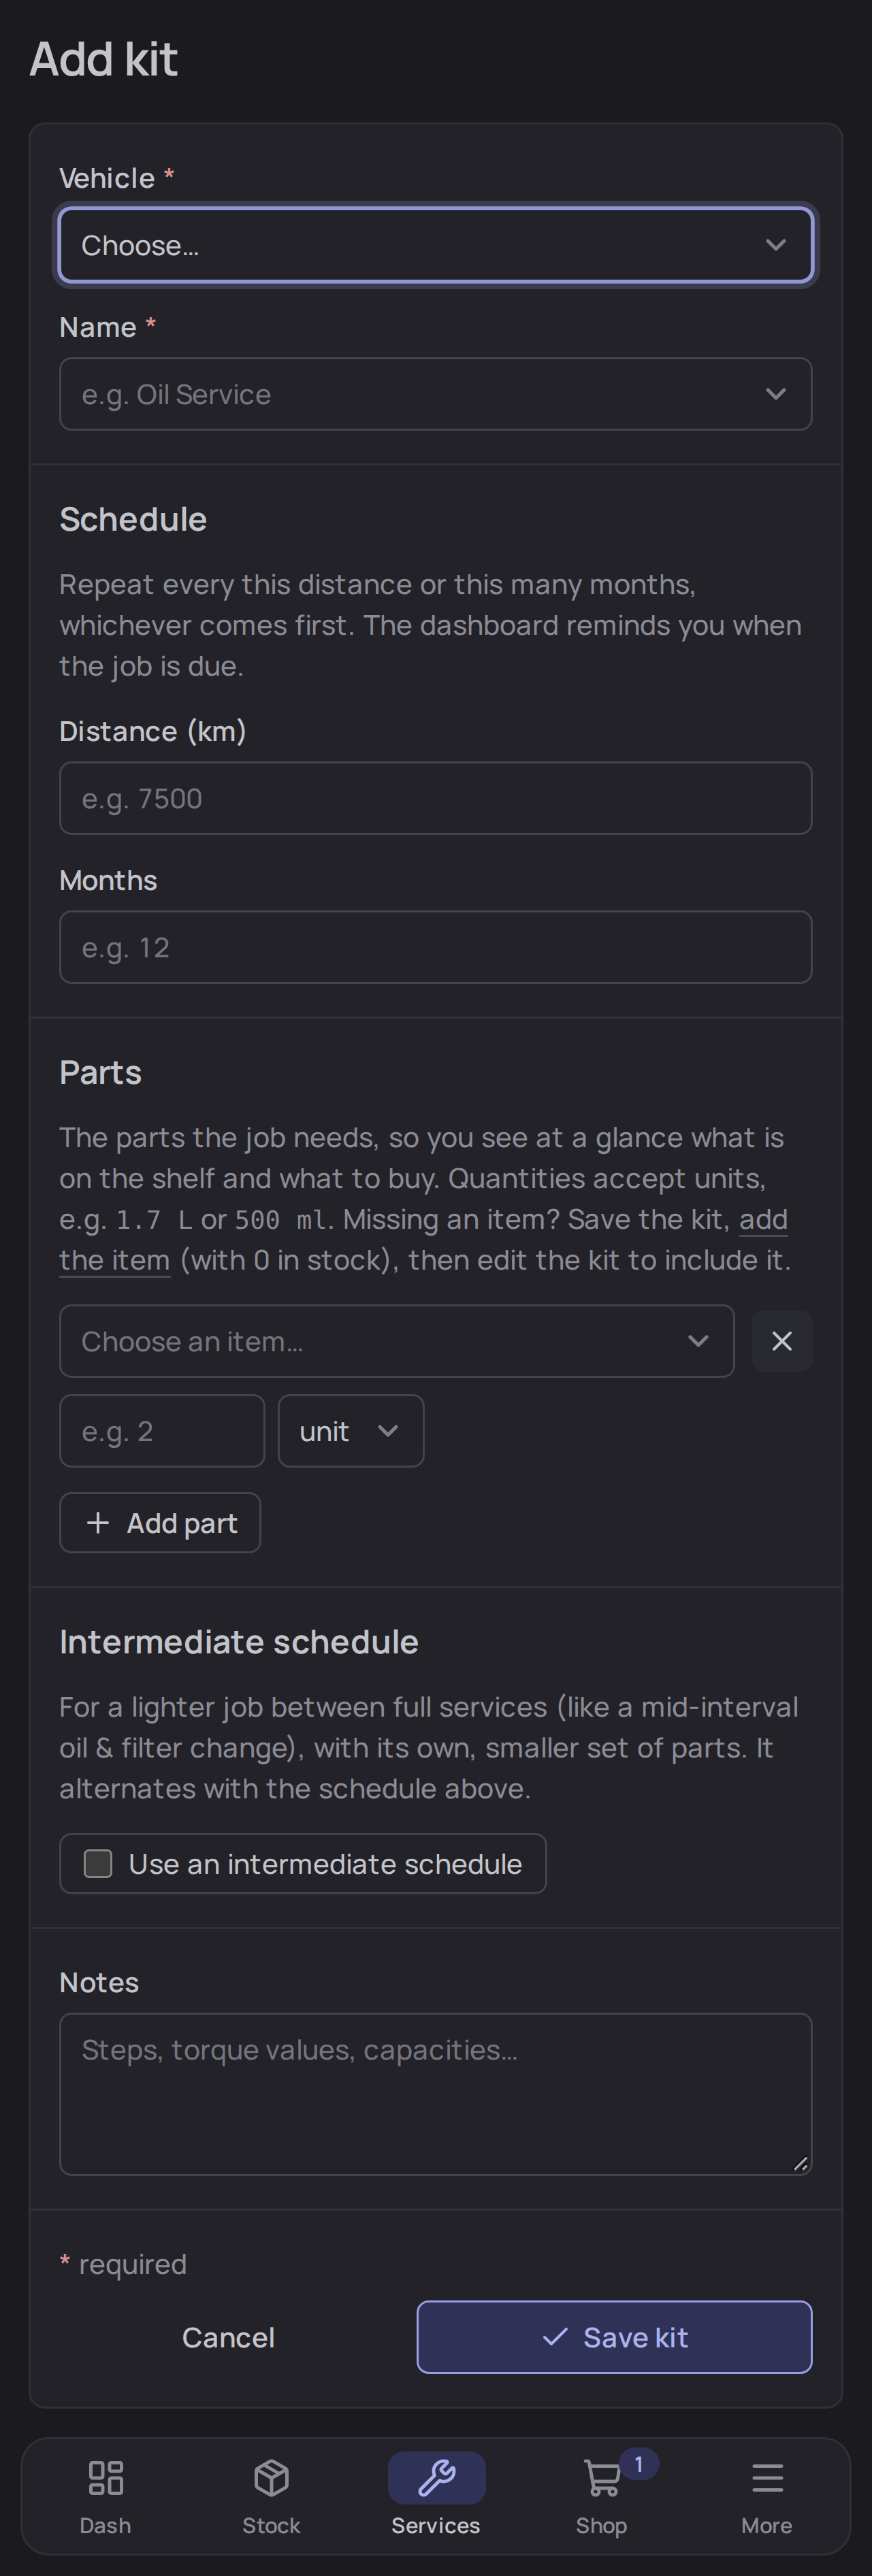 Add kit
Vehicle *
Choose...
Name *
e.g. Oil Service
Schedule
Repeat every this distance or this many months,
whichever comes first. The dashboard reminds you when
the job is due.
Distance (km)
e.g. 7500
Months
e.g. 12
Parts
The parts the job needs, so you see at a glance what is
on the shelf and what to buy. Quantities accept units,
e.g. 1.7 L or 500 ml. Missing an item? Save the kit, add
the item (with 0 in stock), then edit the kit to include it.
Choose an item...
e.g. 2 unit
Add part
Intermediate schedule
For a lighter job between full services (like a mid-interval
oil & filter change), with its own, smaller set of parts. It
alternates with the schedule above.
Use an intermediate schedule
Notes
Steps, torque values, capacities...
* required
Cancel Save kit
1
Dash Stock Services Shop More